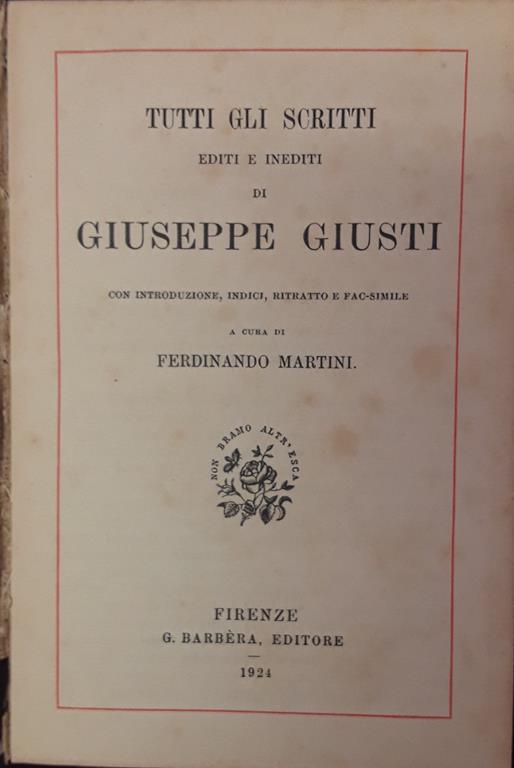 TUTTI GLI SCRITTI
EDITI E INEDITI
DI
GIUSEPPE GIUSTI
CON INTRODUZIONE, INDICI, RITRATTO E FAC-SIMILE
A CURA DI
FERDINANDO MARTINI.
NON BRAMO ALTR' ESCA
FIRENZE
G. BARBÈRA, EDITORE
—
1924